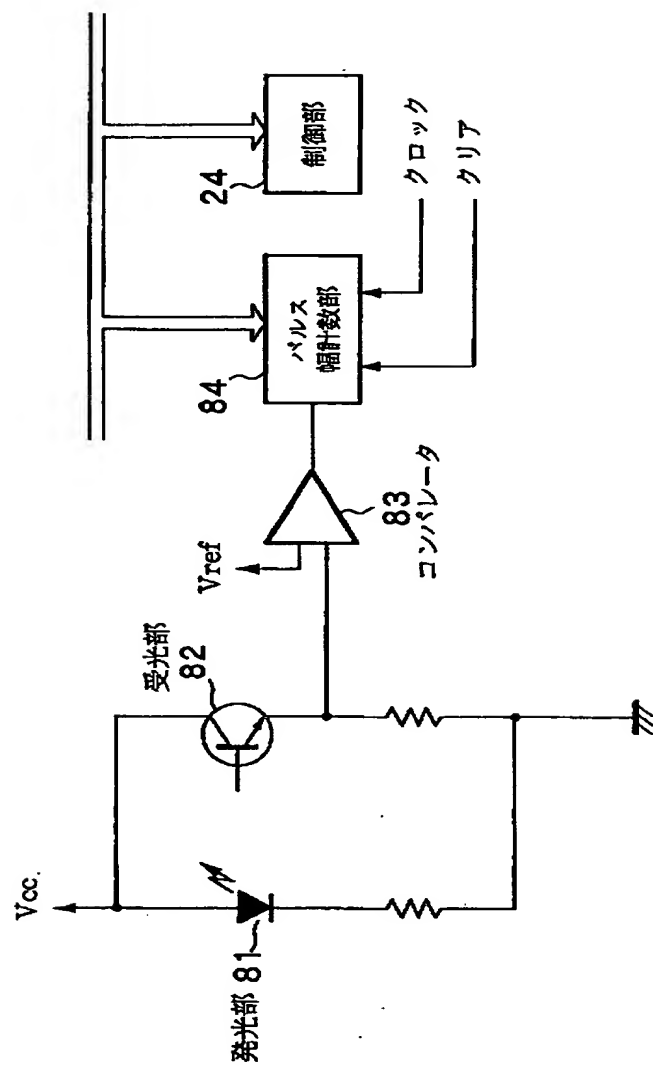 Vcc.
発光部 81
受光部
82
Vref
83
コンパレータ
84
パルス
幅計数部
24
制御部
クロック
クリア